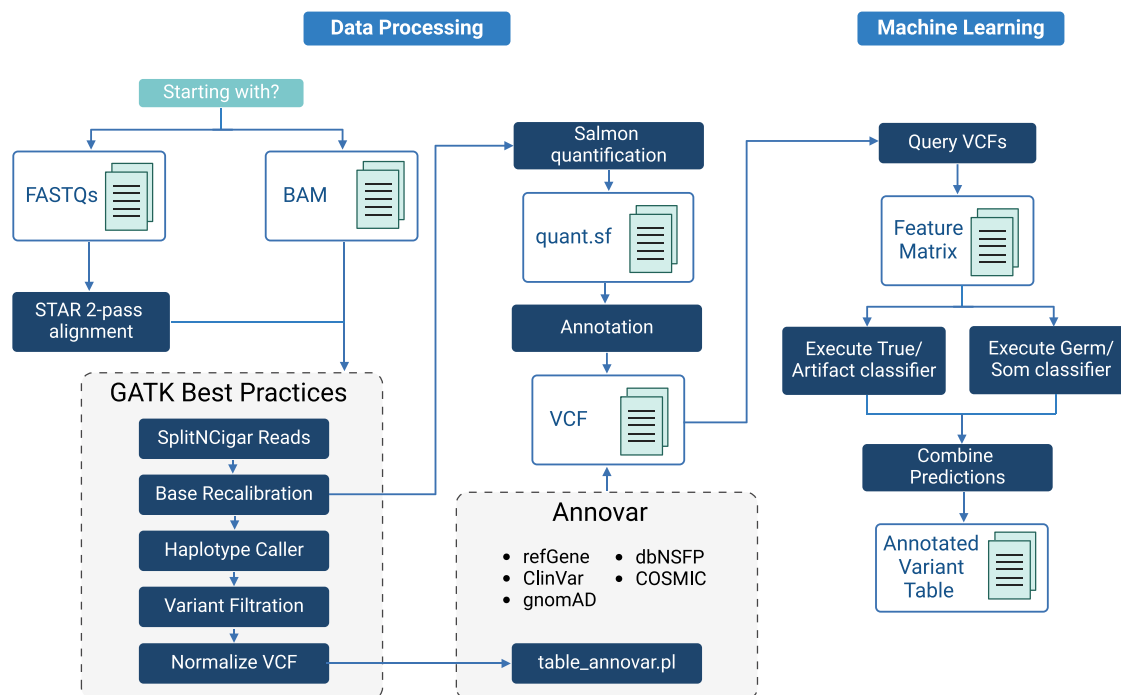 Data Processing
Machine Learning
Starting with?
FASTQs
BAM
STAR 2-pass
alignment
GATK Best Practices
SplitNCigar Reads
Base Recalibration
Haplotype Caller
Variant Filtration
Normalize VCF
Salmon
quantification
quant.sf
Annotation
VCF
Annovar
• refGene
• ClinVar
• gnomAD
• dbNSFP
• COSMIC
table_annovar.pl
Query VCFs
Feature
Matrix
Execute True/
Artifact classifier
Execute Germ/
Som classifier
Combine
Predictions
Annotated
Variant
Table